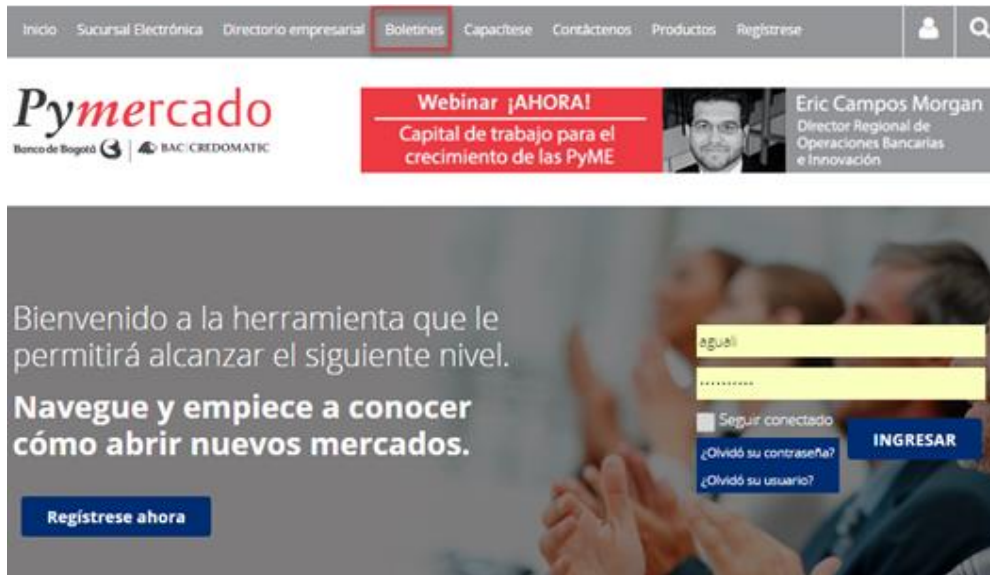 Inicio Sucursal Electrónica Directorio empresarial Boletines Capacítese Contáctenos Productos Regístrese
Pymercado
Banco de Bogotá BAC CREDOMATIC
Webinar ¡AHORA!
Capital de trabajo para el
crecimiento de las PyME
Eric Campos Morgan
Director Regional de
Operaciones Bancarias
e Innovación
Bienvenido a la herramienta que le
permitirá alcanzar el siguiente nivel.
Navegue y empiece a conocer
cómo abrir nuevos mercados.
Regístrese ahora
aguali
••••••••••
Seguir conectado
¿Olvidó su contraseña?
¿Olvidó su usuario?
INGRESAR